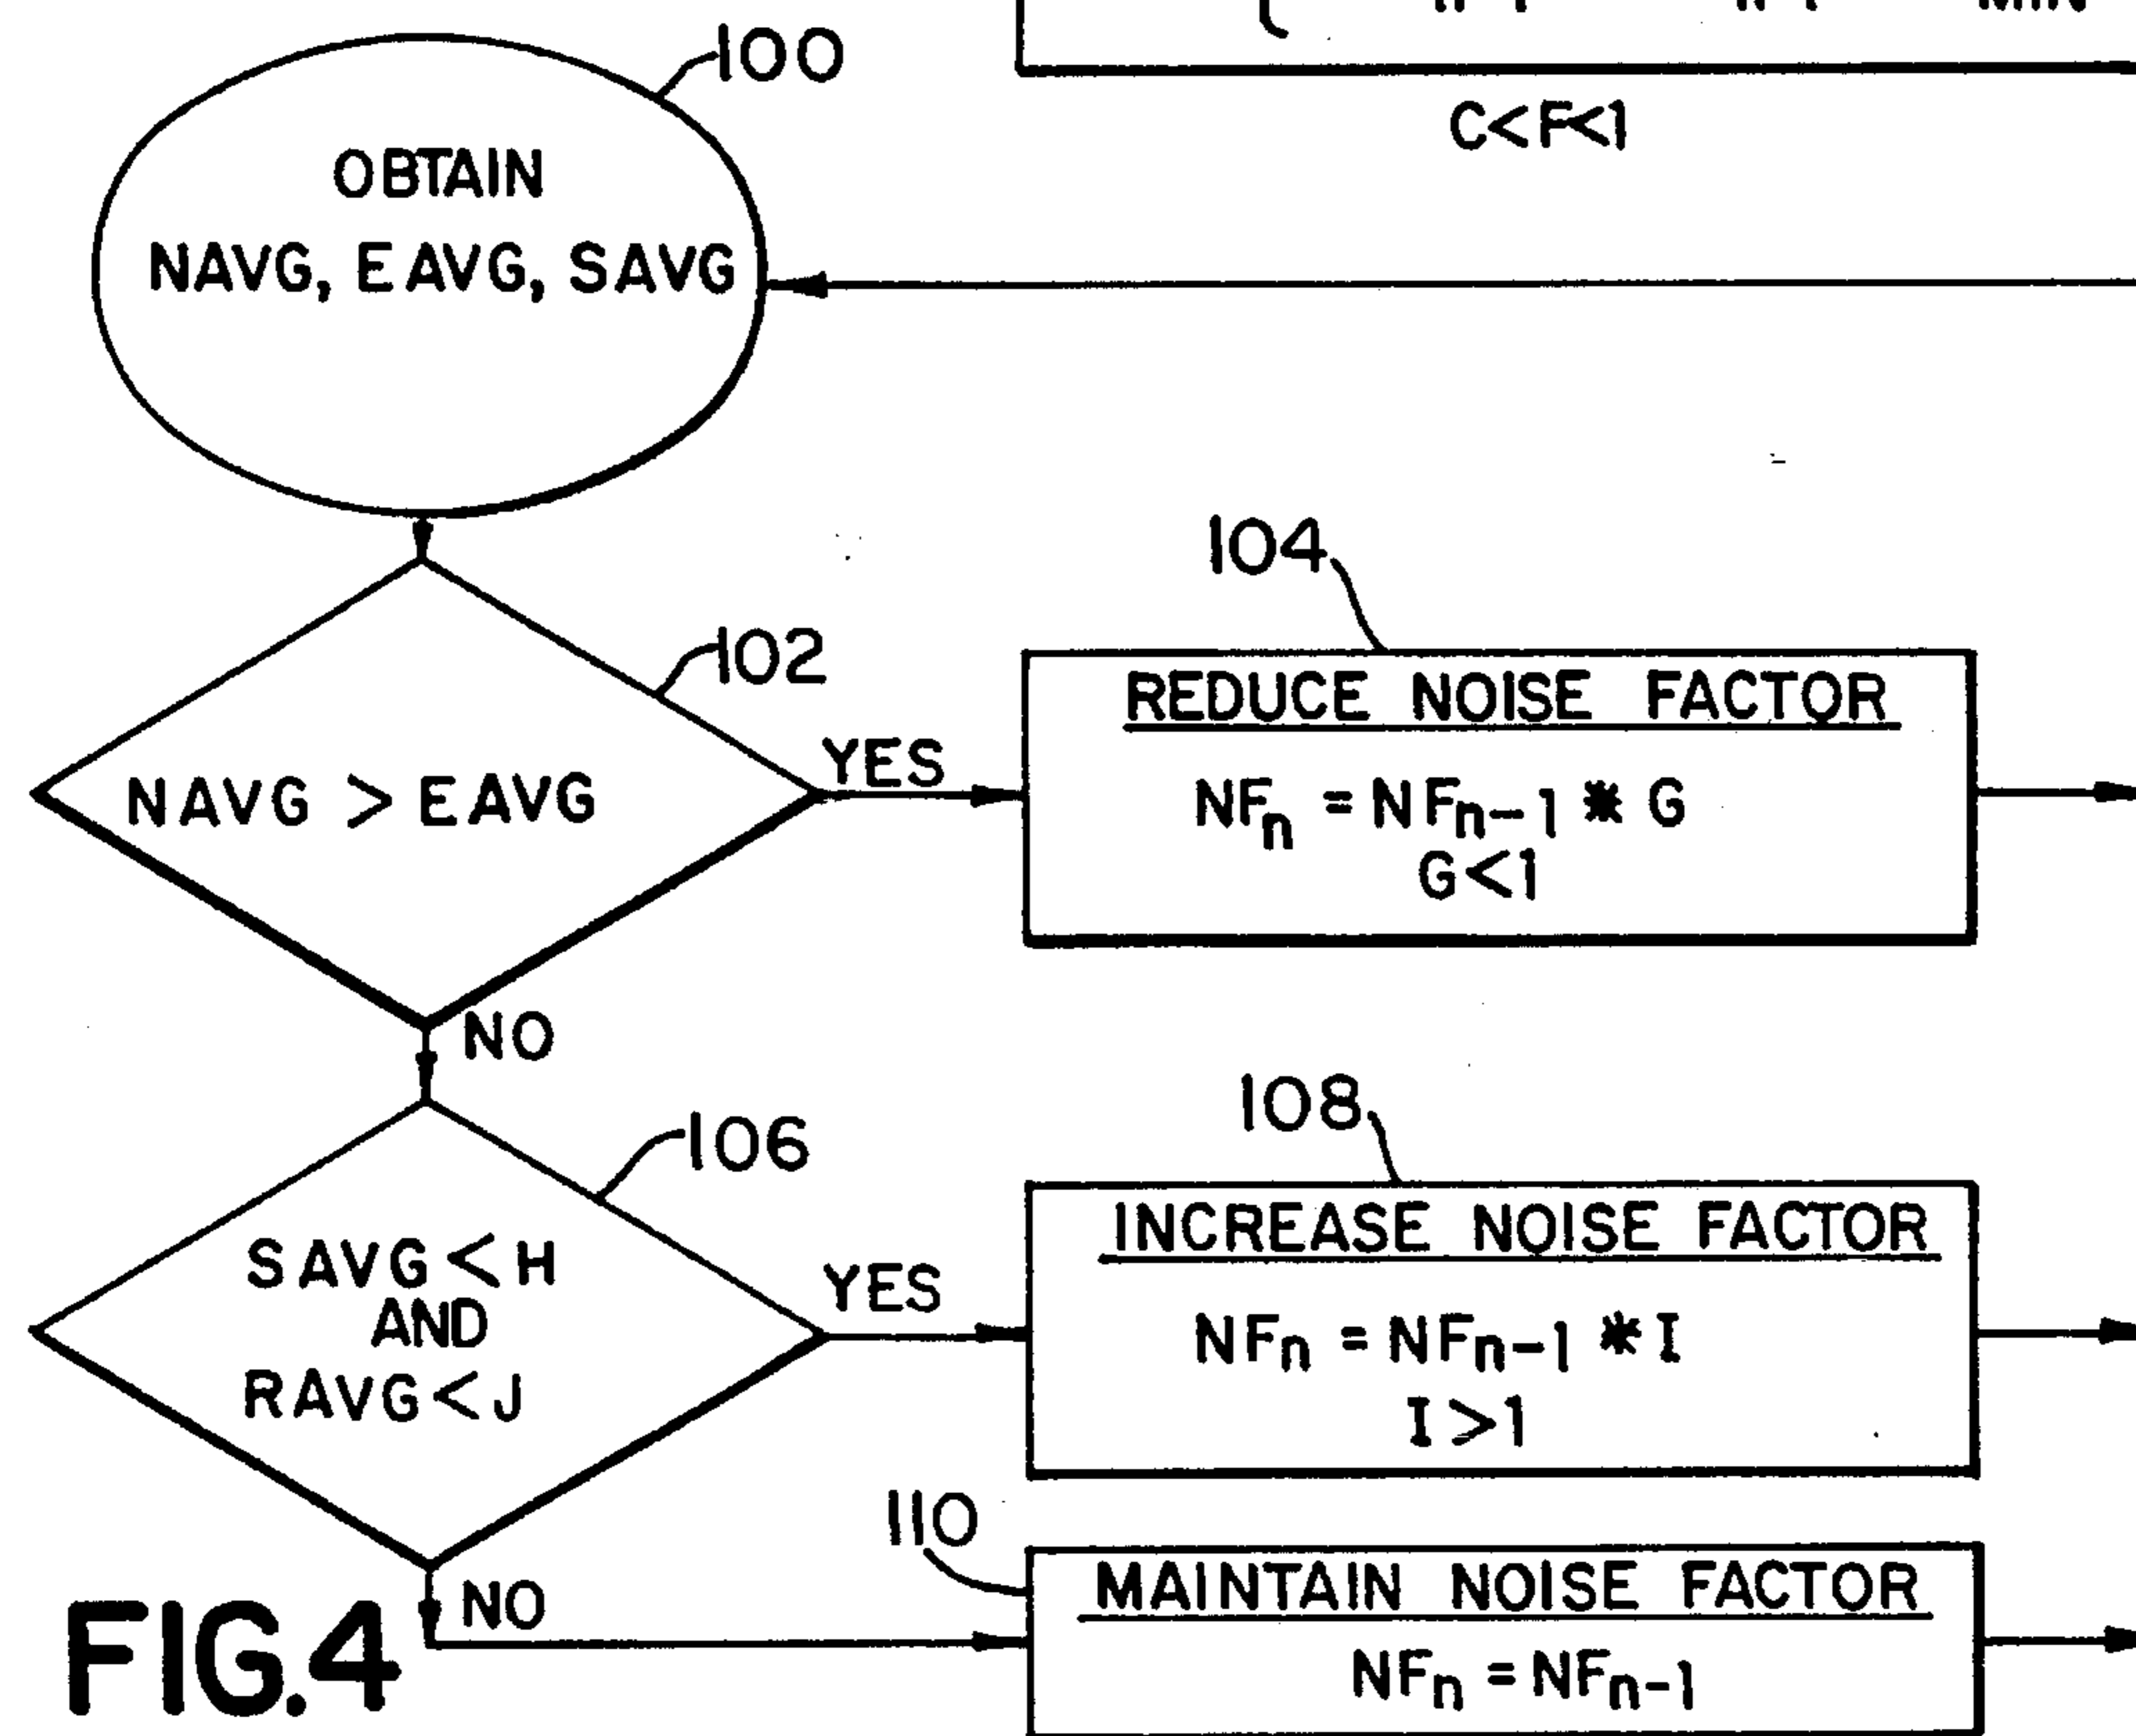 100
OBTAIN
NAVG, EAVG, SAVG
C<F<1
102
NAVG > EAVG
YES
NO
104
REDUCE NOISE FACTOR
NFn = NFn-1 * G
G<1
106
SAVG < H
AND
RAVG < J
YES
NO
108
INCREASE NOISE FACTOR
NFn = NFn-1 * I
I>1
110
MAINTAIN NOISE FACTOR
NFn = NFn-1
FIG.4